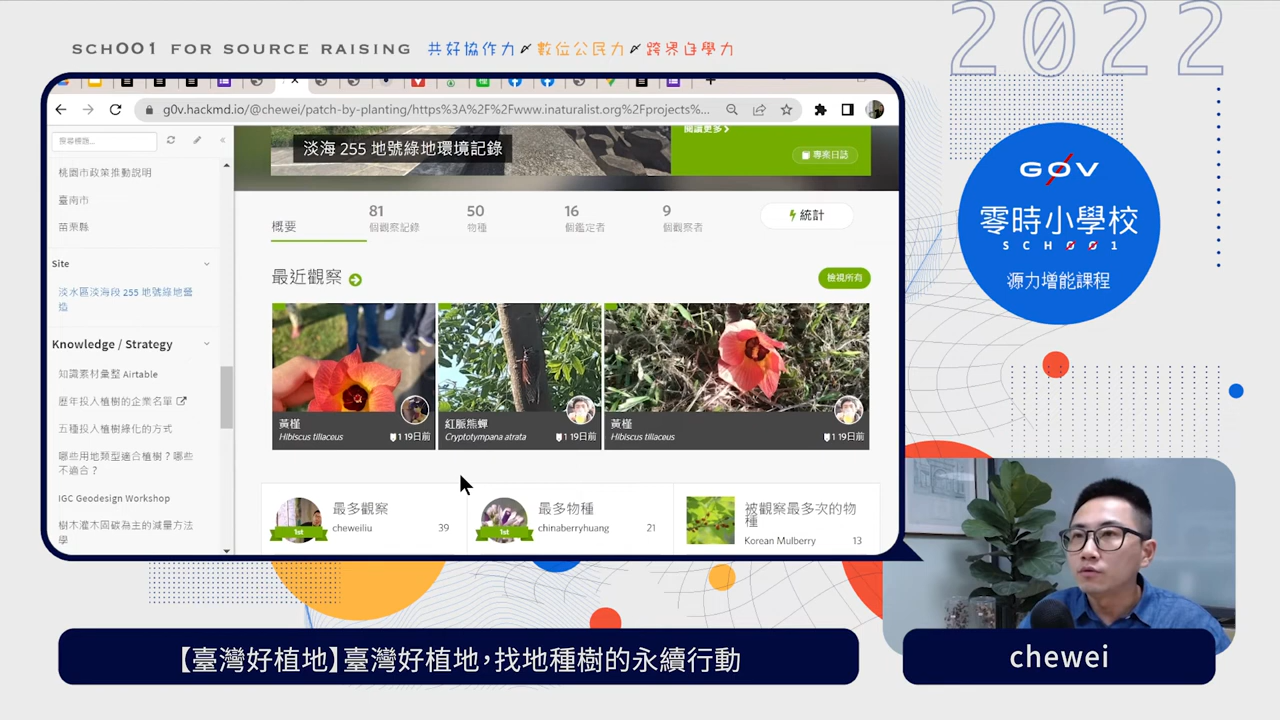 SCHOO1 FOR SOURCE RAISING 共好協作力 數位公民力 跨界自學力
2022
g0v.hackmd.io/@chewei/patch-by-planting/https%3A%2F%2Fwww.inaturalist.org%2Fprojects%...
搜尋標題...
桃園市政策推動說明
臺南市
苗栗縣
Site
淡水區淡海段 255 地號綠地營
造
Knowledge / Strategy
知識素材彙整 Airtable
歷年投入植樹的企業名單
五種投入植樹綠化的方式
哪些用地類型適合植樹？哪些
不適合？
IGC Geodesign Workshop
樹木灌木固碳為主的減量方法
學
淡海 255 地號綠地環境記錄
閱讀更多
專案日誌
概要
81
個觀察記錄
50
物種
16
個鑑定者
9
個觀察者
統計
最近觀察
檢視所有
黃槿
Hibiscus tiliaceus
1 19日前
紅脈熊蟬
Cryptotympana atrata
1 19日前
黃槿
Hibiscus tiliaceus
1 19日前
1st
最多觀察
cheweiliu 39
1st
最多物種
chinaberryhuang 21
被觀察最多次的物
種
Korean Mulberry 13
G0V
零時小學校
SCHOO1
源力增能課程
【臺灣好植地】臺灣好植地，找地種樹的永續行動
chewei